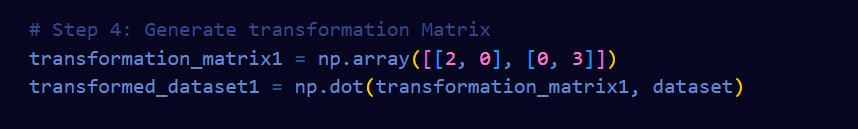 # Step 4: Generate transformation Matrix
transformation_matrix1 = np.array([[2, 0], [0, 3]])
transformed_dataset1 = np.dot(transformation_matrix1, dataset)